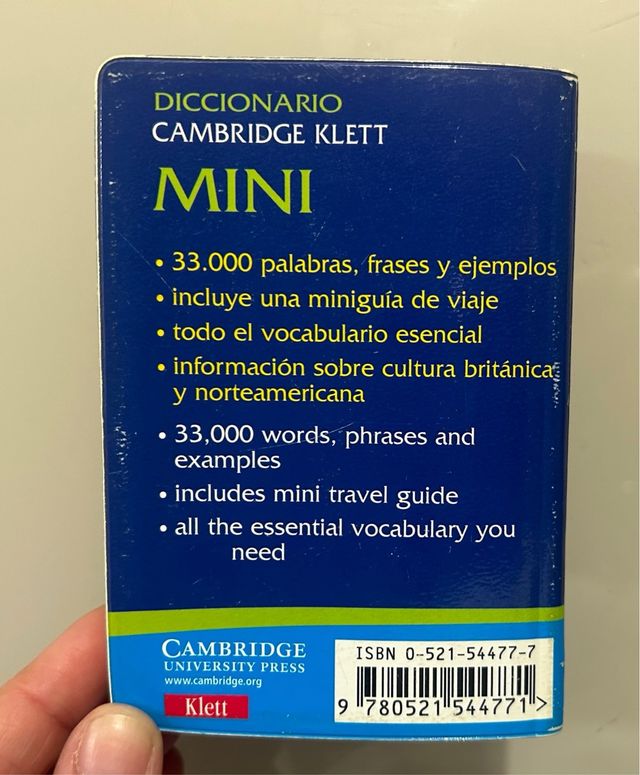 DICCIONARIO
CAMBRIDGE KLETT
MINI
• 33.000 palabras, frases y ejemplos
• incluye una miniguía de viaje
• todo el vocabulario esencial
• información sobre cultura británica
y norteamericana
• 33,000 words, phrases and
examples
• includes mini travel guide
• all the essential vocabulary you
need
CAMBRIDGE
UNIVERSITY PRESS
www.cambridge.org
Klett
ISBN 0-521-54477-7
9 780521 544771 >